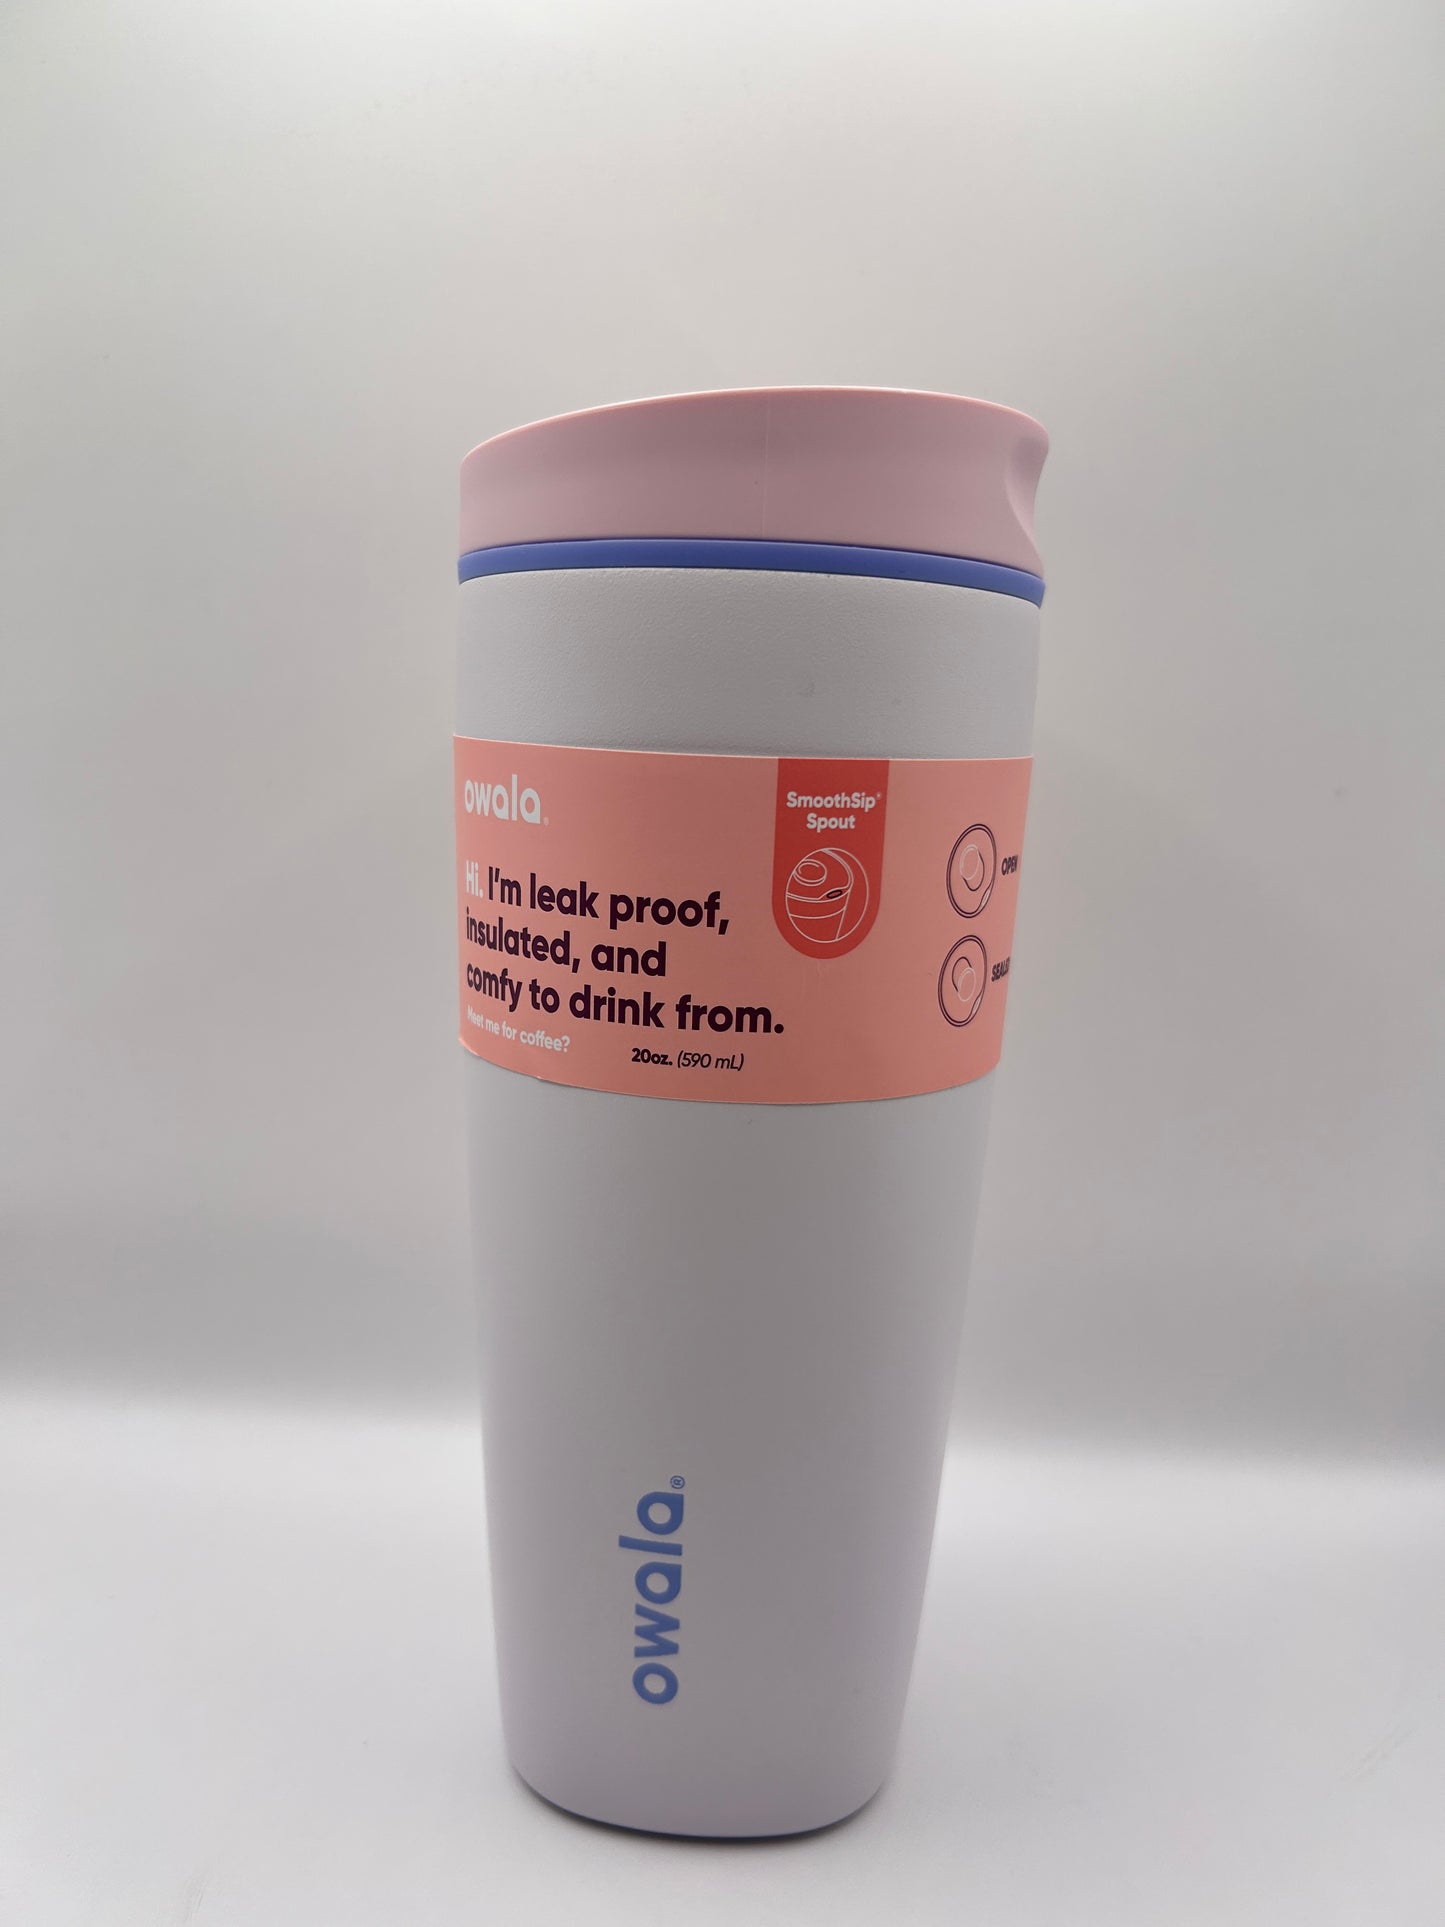 owala®
Hi. I'm leak proof,
insulated, and
comfy to drink from.
Meet me for coffee?
20oz. (590 mL)
SmoothSip®
Spout
OPEN
SEALED
owala®